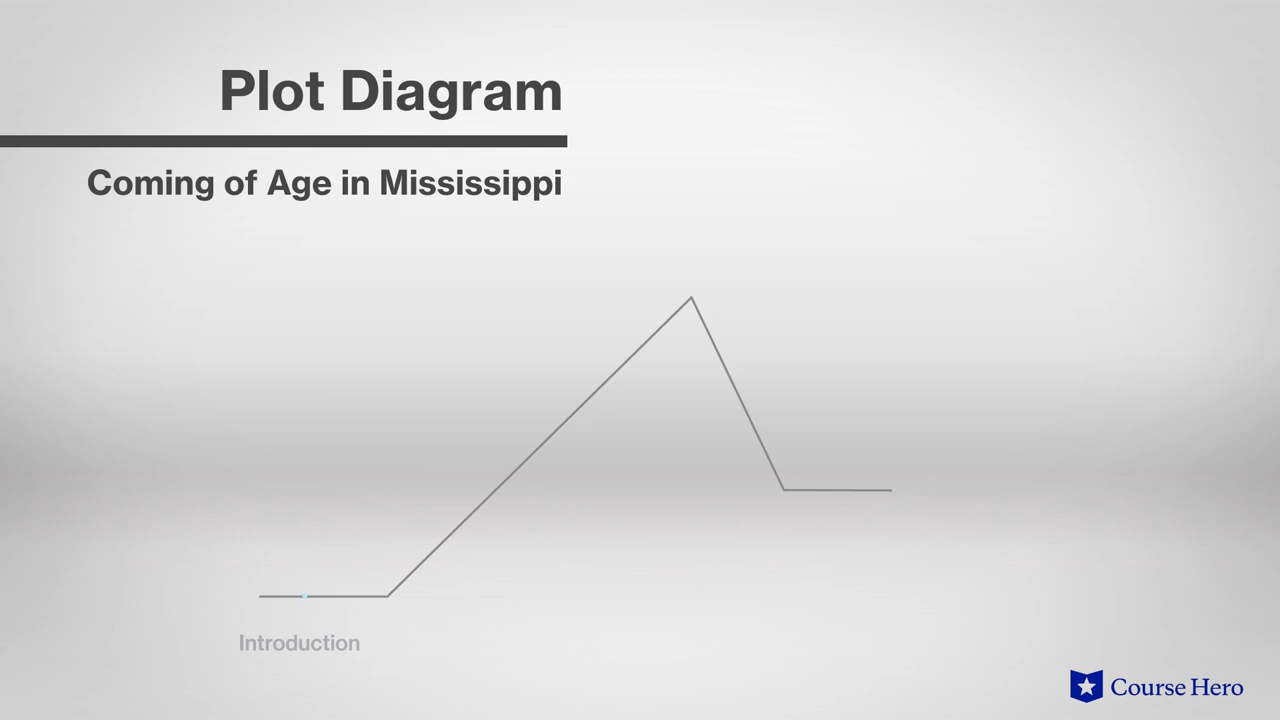 Plot Diagram
Coming of Age in Mississippi
Introduction
Course Hero